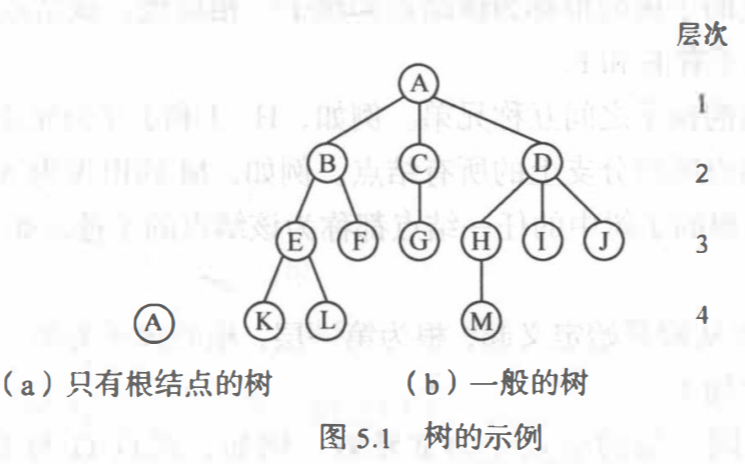 层次
A
1
B C D
2
E F G H I J
3
A K L M
4
（a）只有根结点的树 （b）一般的树
图 5.1 树的示例